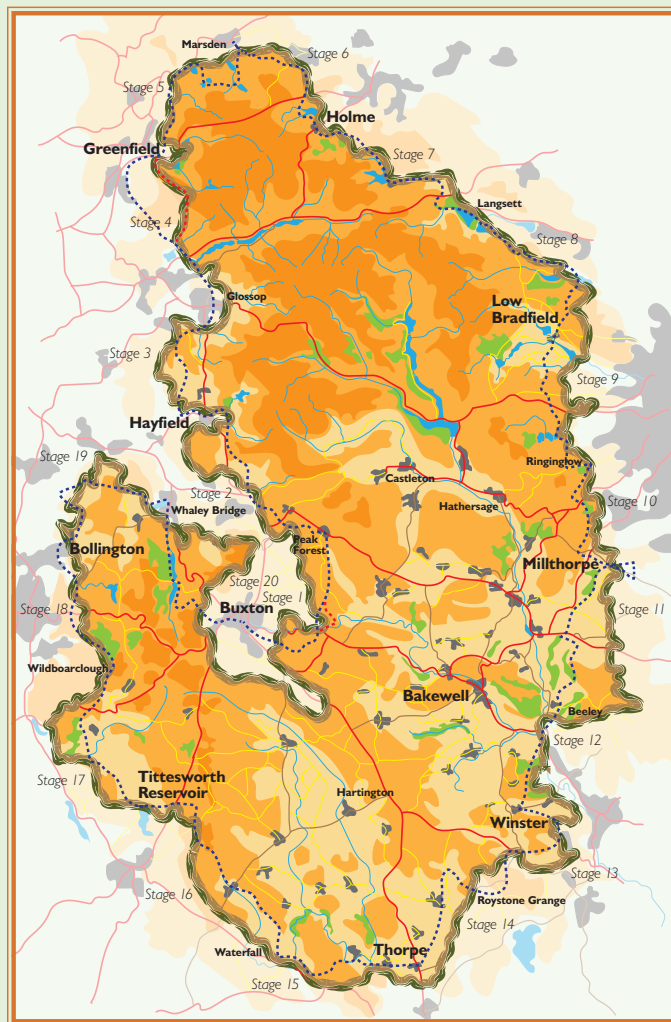 Marsden
Stage 6
Stage 5
Holme
Greenfield
Stage 7
Langsett
Stage 4
Stage 8
Glossop
Low
Bradfield
Stage 3
Stage 9
Hayfield
Stage 19
Ringinglow
Castleton
Stage 2
Hathersage
Stage 10
Whaley Bridge
Peak
Forest
Bollington
Millthorpe
Stage 20
Stage 1
Buxton
Stage 18
Stage 11
Wildboarclough
Bakewell
Beeley
Stage 12
Stage 17
Tittesworth
Reservoir
Hartington
Winster
Stage 13
Stage 16
Roystone Grange
Stage 14
Waterfall
Thorpe
Stage 15